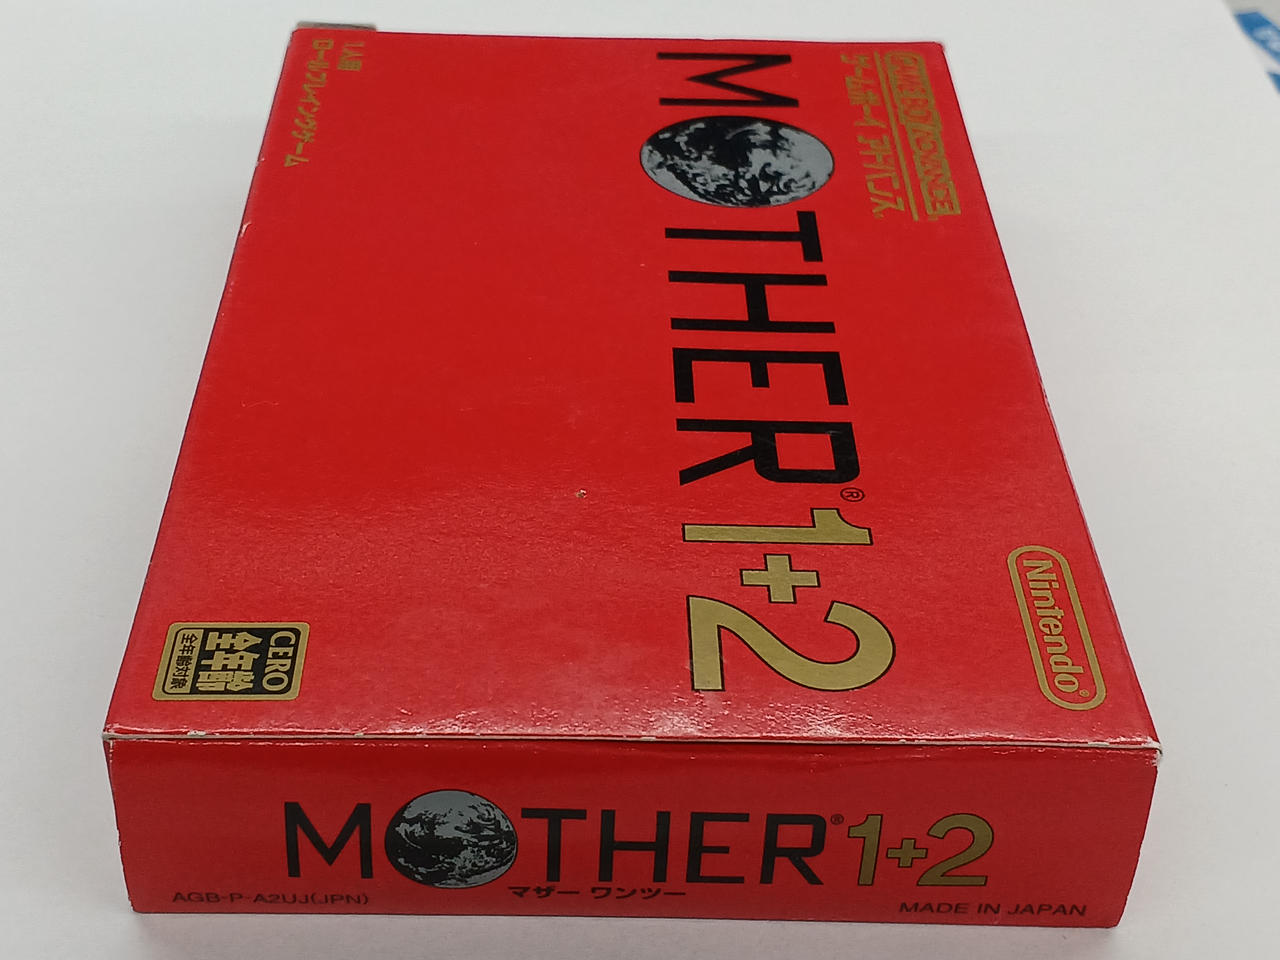 GAME BOY ADVANCE
ゲームボーイ アドバンス
MOTHER® 1+2
1人用
ロールプレイングゲーム
Nintendo®
CERO
全年齢
全年齢対象
MOTHER® 1+2
マザー ワンツー
AGB-P-A2UJ(JPN)
MADE IN JAPAN